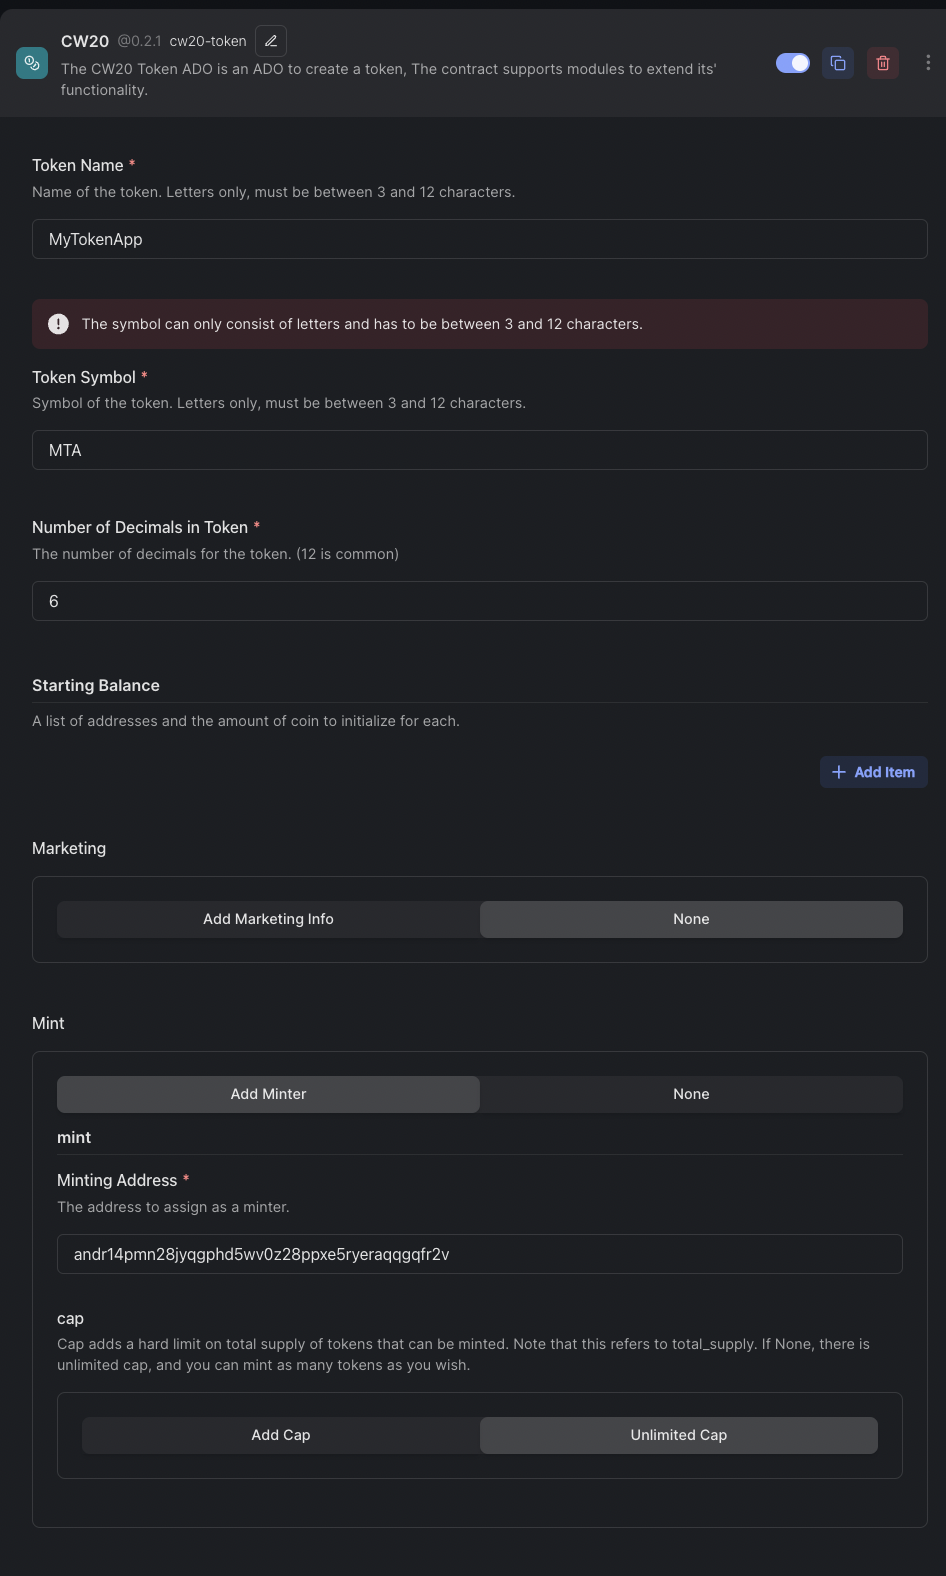 CW20 @0.2.1 cw20-token
The CW20 Token ADO is an ADO to create a token, The contract supports modules to extend its'
functionality.
Token Name *
Name of the token. Letters only, must be between 3 and 12 characters.
MyTokenApp
The symbol can only consist of letters and has to be between 3 and 12 characters.
Token Symbol *
Symbol of the token. Letters only, must be between 3 and 12 characters.
MTA
Number of Decimals in Token *
The number of decimals for the token. (12 is common)
6
Starting Balance
A list of addresses and the amount of coin to initialize for each.
Add Item
Marketing
Add Marketing Info None
Mint
Add Minter None
mint
Minting Address *
The address to assign as a minter.
andr14pmn28jyqgphd5wv0z28ppxe5ryeraqqgqfr2v
cap
Cap adds a hard limit on total supply of tokens that can be minted. Note that this refers to total_supply. If None, there is
unlimited cap, and you can mint as many tokens as you wish.
Add Cap Unlimited Cap